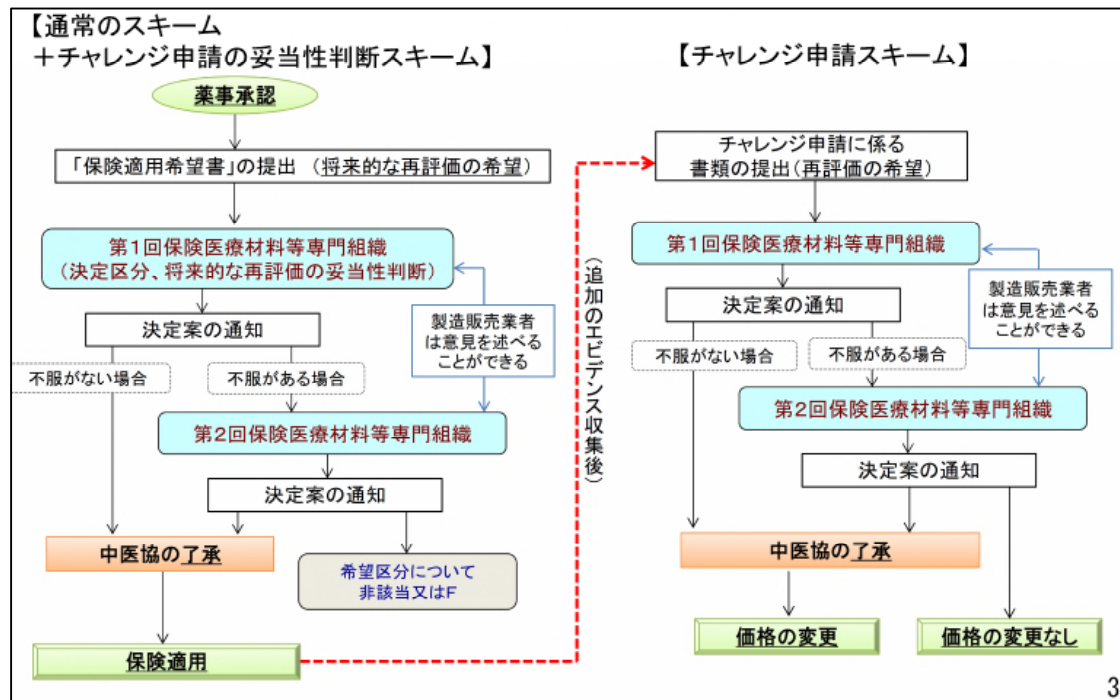 【通常のスキーム
+チャレンジ申請の妥当性判断スキーム】
薬事承認
「保険適用希望書」の提出 (将来的な再評価の希望)
第1回保険医療材料等専門組織
(決定区分、将来的な再評価の妥当性判断)
決定案の通知
製造販売業者
は意見を述べる
ことができる
不服がない場合
不服がある場合
第2回保険医療材料等専門組織
決定案の通知
中医協の了承
希望区分について
非該当又はF
保険適用
(追加のエビデンス収集後)
【チャレンジ申請スキーム】
チャレンジ申請に係る
書類の提出(再評価の希望)
第1回保険医療材料等専門組織
決定案の通知
製造販売業者
は意見を述べる
ことができる
不服がない場合
不服がある場合
第2回保険医療材料等専門組織
決定案の通知
中医協の了承
価格の変更
価格の変更なし
3